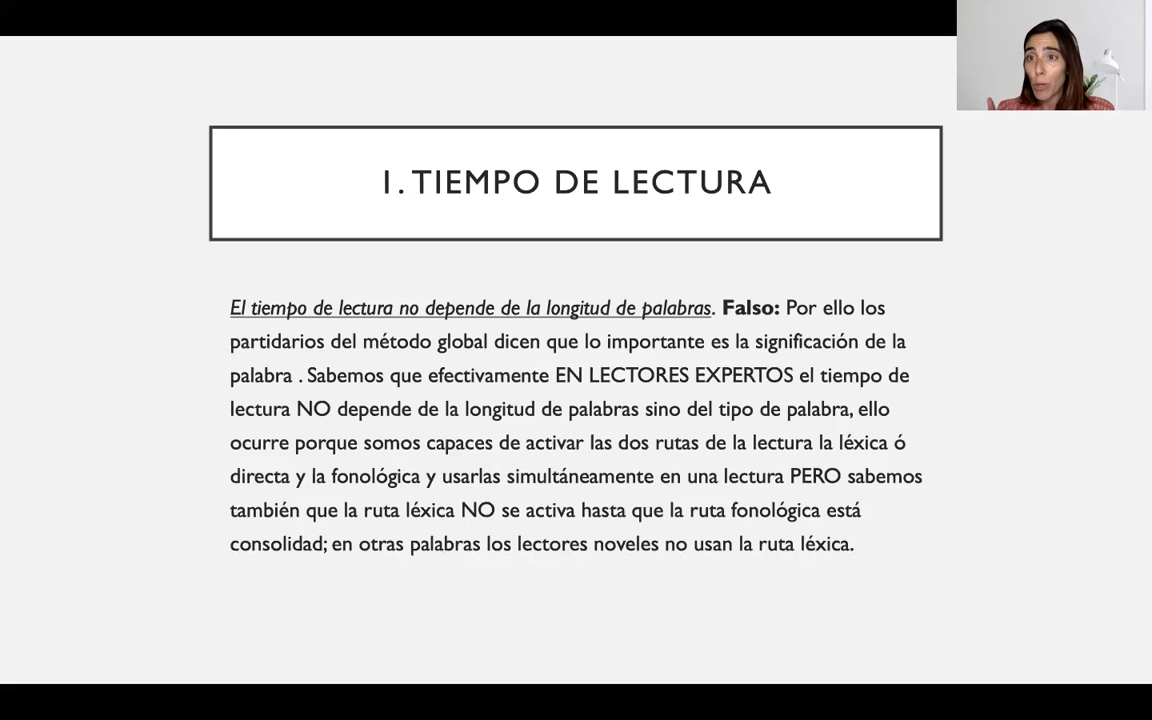 1. TIEMPO DE LECTURA
El tiempo de lectura no depende de la longitud de palabras. Falso: Por ello los
partidarios del método global dicen que lo importante es la significación de la
palabra . Sabemos que efectivamente EN LECTORES EXPERTOS el tiempo de
lectura NO depende de la longitud de palabras sino del tipo de palabra, ello
ocurre porque somos capaces de activar las dos rutas de la lectura la léxica ó
directa y la fonológica y usarlas simultáneamente en una lectura PERO sabemos
también que la ruta léxica NO se activa hasta que la ruta fonológica está
consolidad; en otras palabras los lectores noveles no usan la ruta léxica.